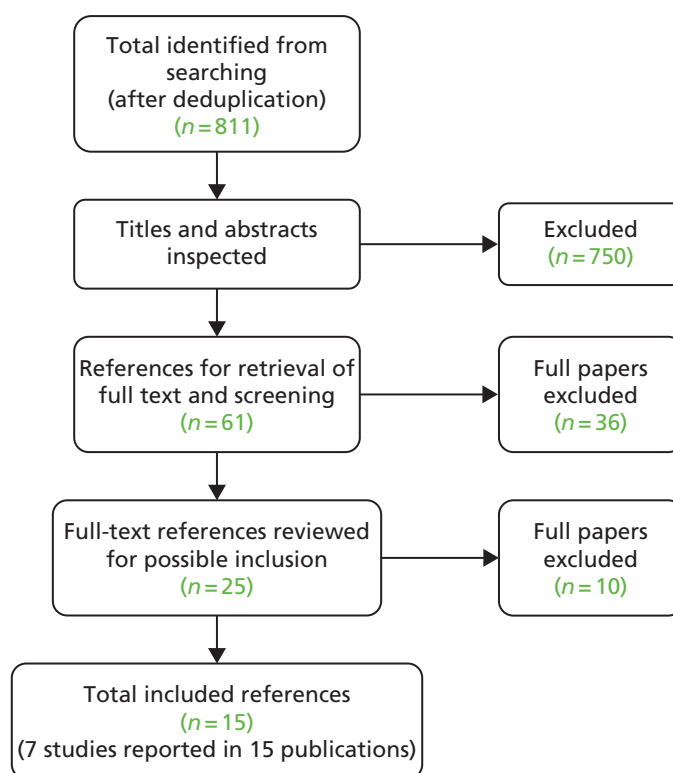 Total identified from
searching
(after deduplication)
(n=811)
Titles and abstracts
inspected
Excluded
(n=750)
References for retrieval of
full text and screening
(n=61)
Full papers
excluded
(n=36)
Full-text references reviewed
for possible inclusion
(n=25)
Full papers
excluded
(n=10)
Total included references
(n=15)
(7 studies reported in 15 publications)